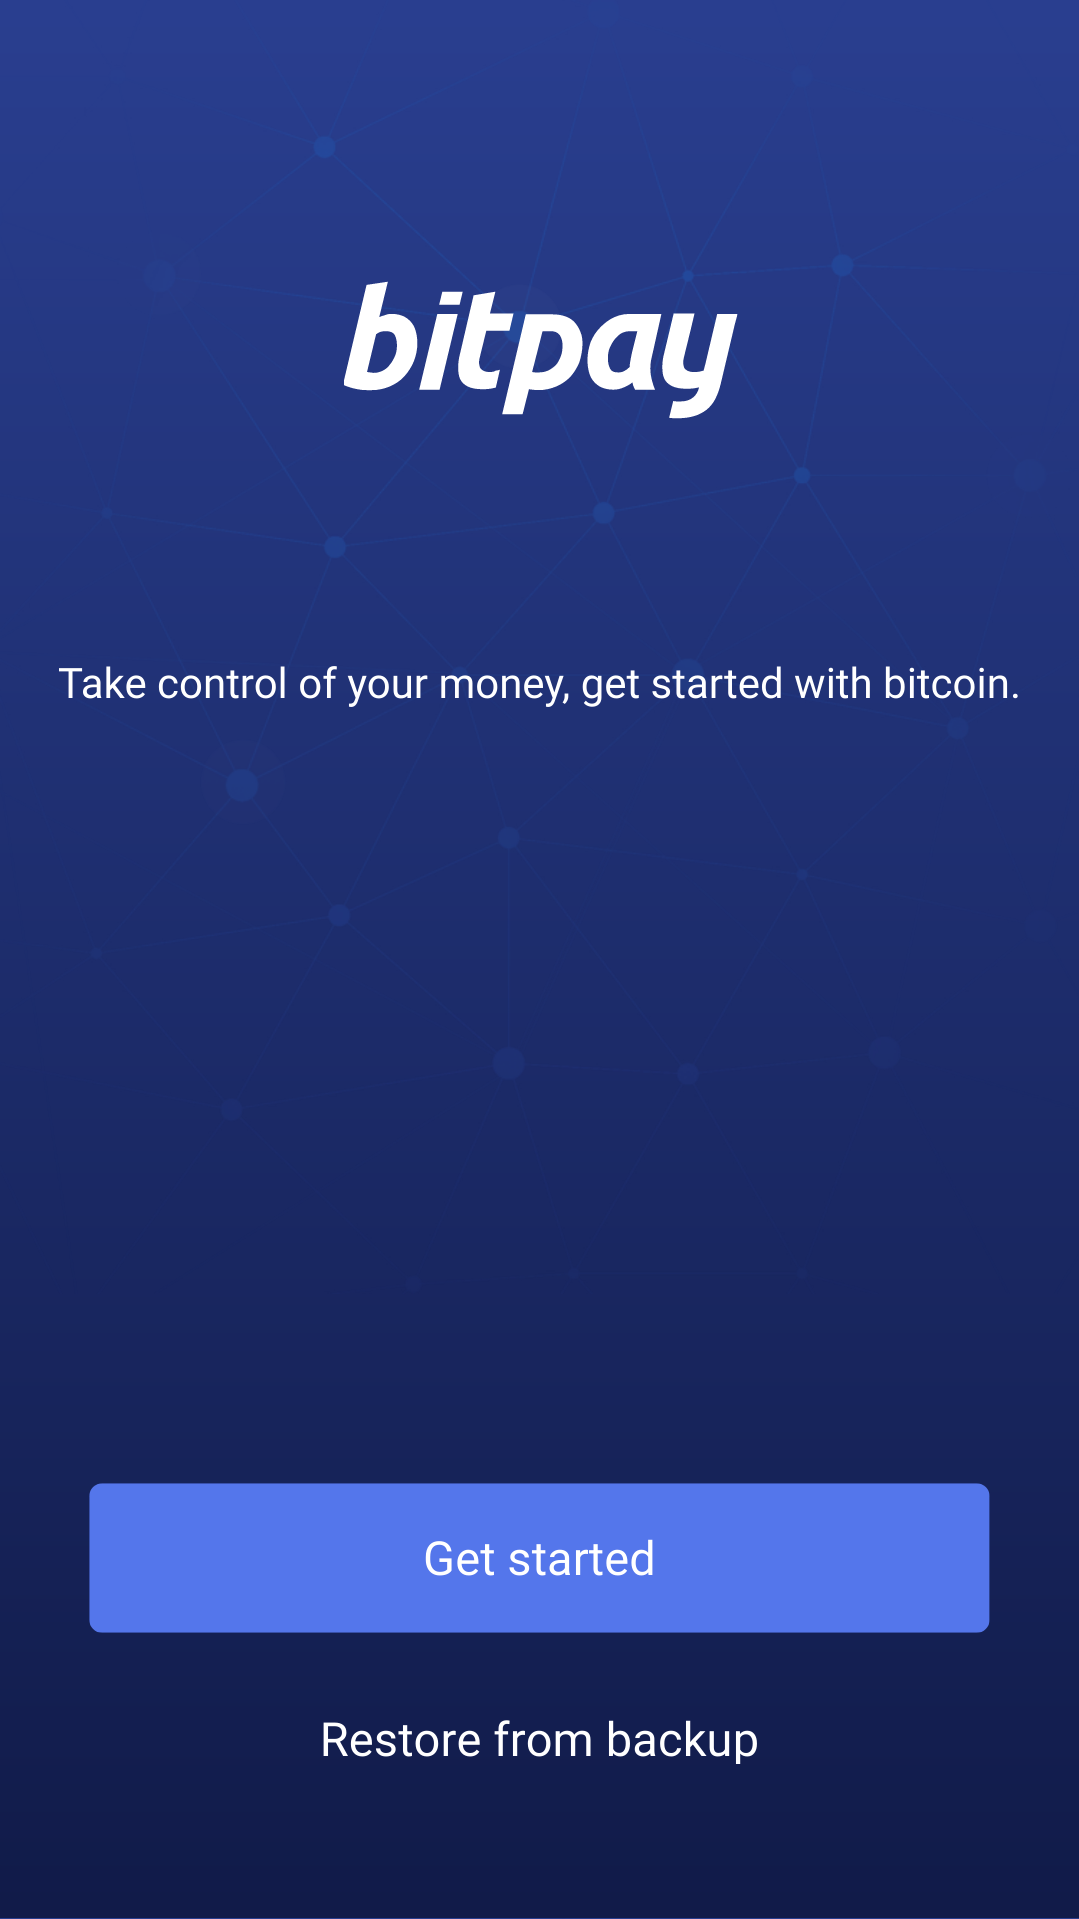 bitpay
Take control of your money, get started with bitcoin.
Get started
Restore from backup